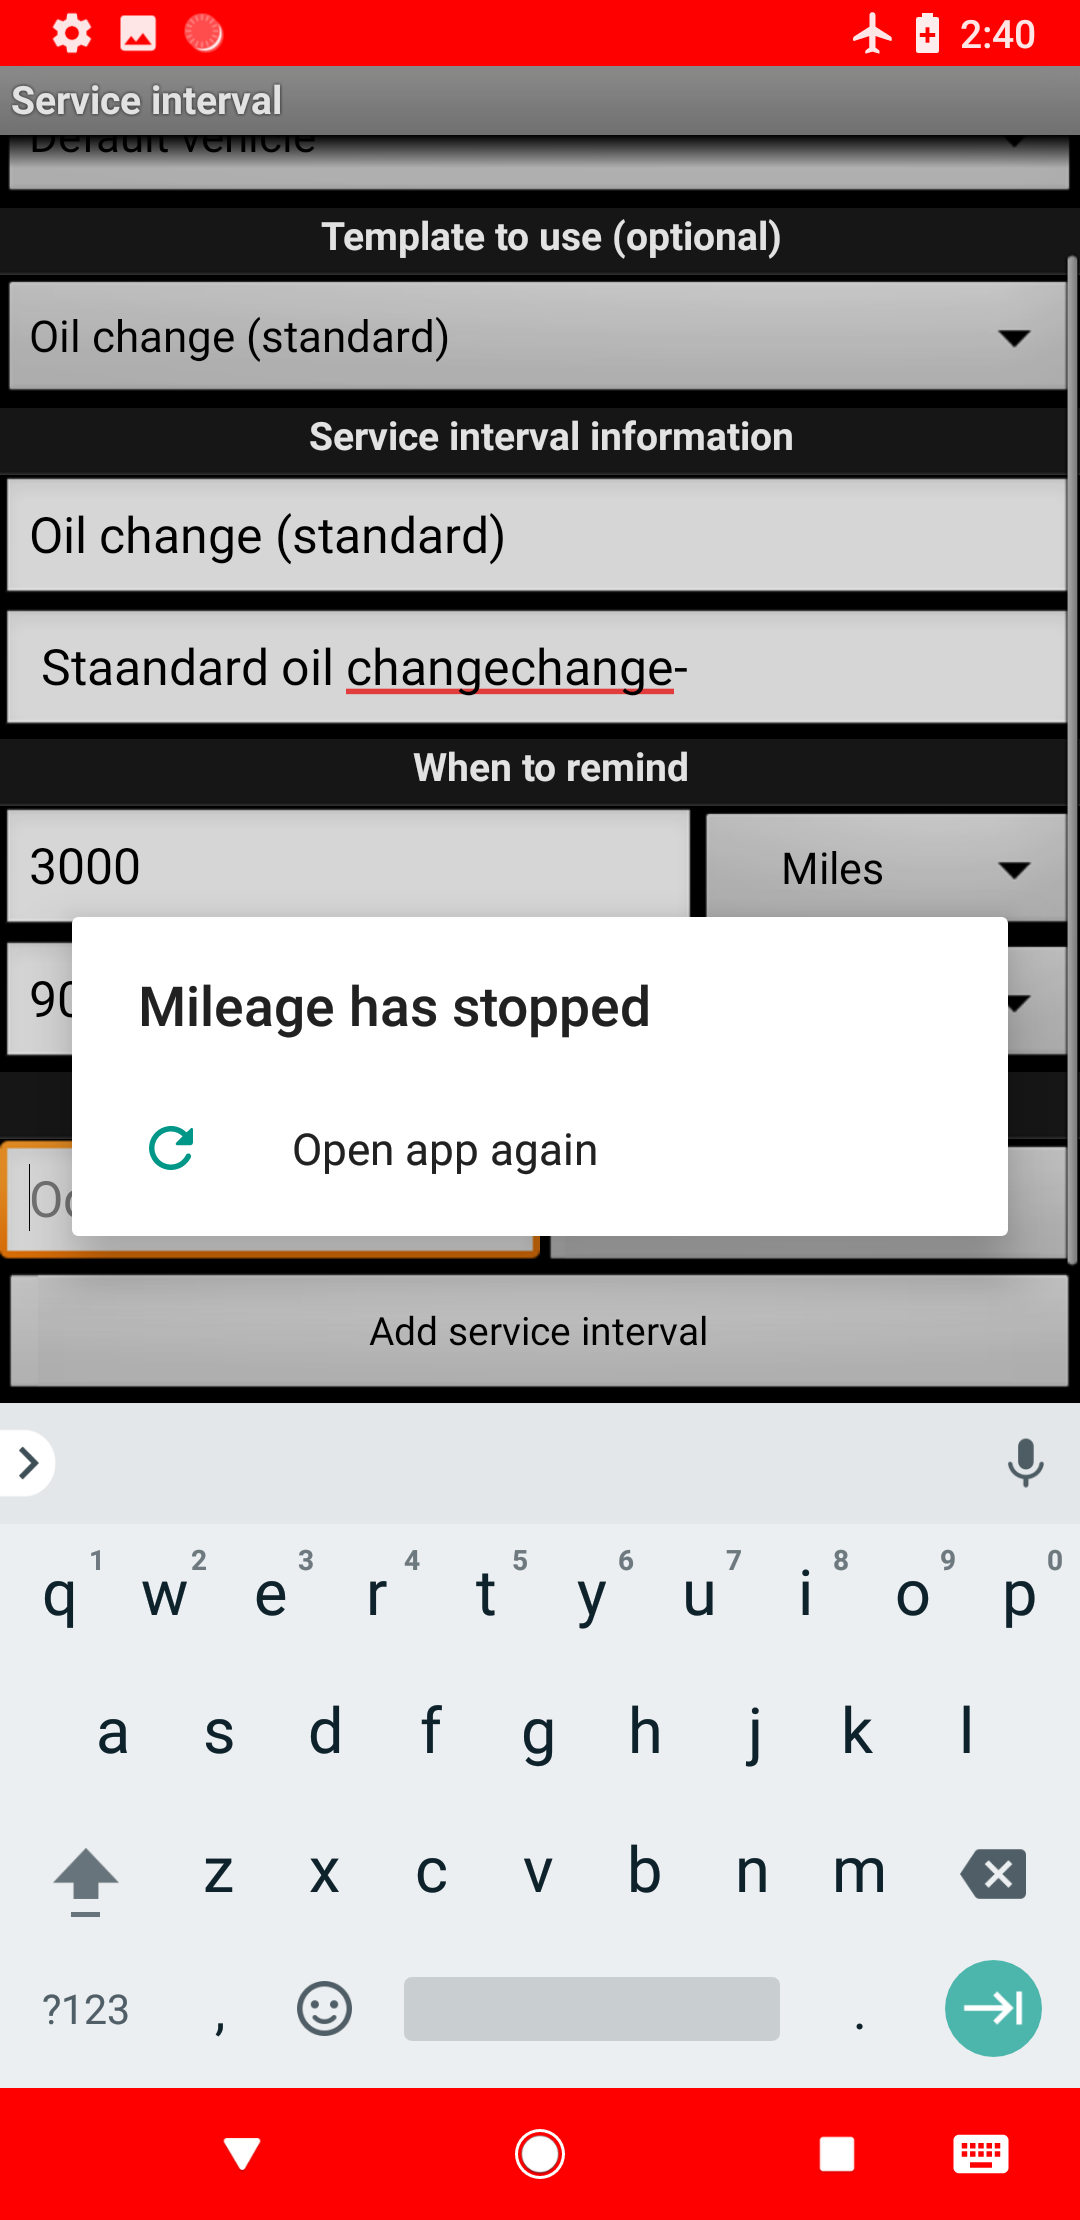 2:40
Service interval
Default vehicle
Template to use (optional)
Oil change (standard)
Service interval information
Oil change (standard)
Staandard oil changechange-
When to remind
3000 Miles
90
Mileage has stopped
Open app again
Add service interval
1 2 3 4 5 6 7 8 9 0
q w e r t y u i o p
a s d f g h j k l
z x c v b n m
?123 , .